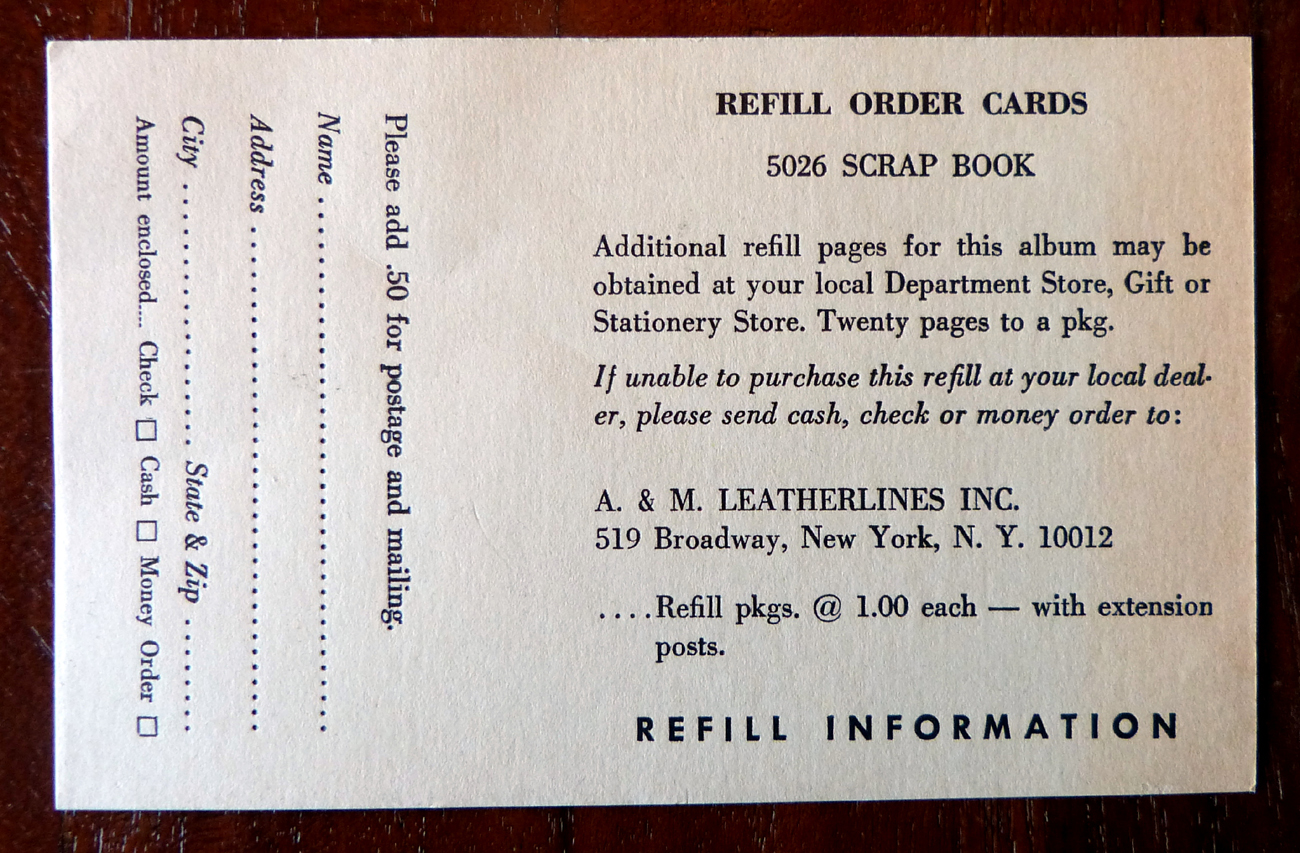 REFILL ORDER CARDS
5026 SCRAP BOOK
Additional refill pages for this album may be
obtained at your local Department Store, Gift or
Stationery Store. Twenty pages to a pkg.
If unable to purchase this refill at your local deal-
er, please send cash, check or money order to:
A. & M. LEATHERLINES INC.
519 Broadway, New York, N. Y. 10012
....Refill pkgs. @ 1.00 each — with extension
posts.
REFILL INFORMATION
Please add .50 for postage and mailing.
Name ........................................
Address ......................................
City .................... State & Zip ........
Amount enclosed.... Check ☐ Cash ☐ Money Order ☐